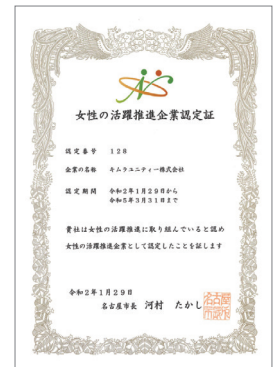 女性の活躍推進企業認定証
認定番号　128
企業の名称　キムラユニティー株式会社
認定期間　令和2年1月29日から
令和5年3月31日まで
貴社は女性の活躍推進に取り組んでいると認め
女性の活躍推進企業として認定したことを証します
令和2年1月29日
名古屋市長　河村　たかし